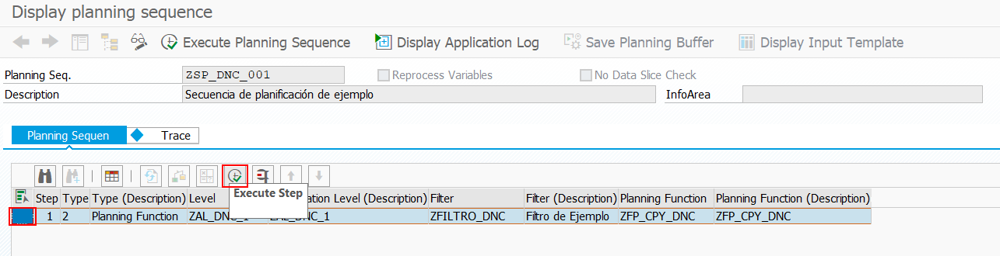 Display planning sequence
Execute Planning Sequence Display Application Log Save Planning Buffer Display Input Template
Planning Seq. ZSP_DNC_001 Reprocess Variables No Data Slice Check
Description Secuencia de planificación de ejemplo InfoArea
Planning Sequen Trace
Execute Step
Step Type Type (Description) Level ation Level (Description) Filter Filter (Description) Planning Function Planning Function (Description)
1 2 Planning Function ZAL_DNC_1 ZAL_DNC_1 ZFILTRO_DNC Filtro de Ejemplo ZFP_CPY_DNC ZFP_CPY_DNC